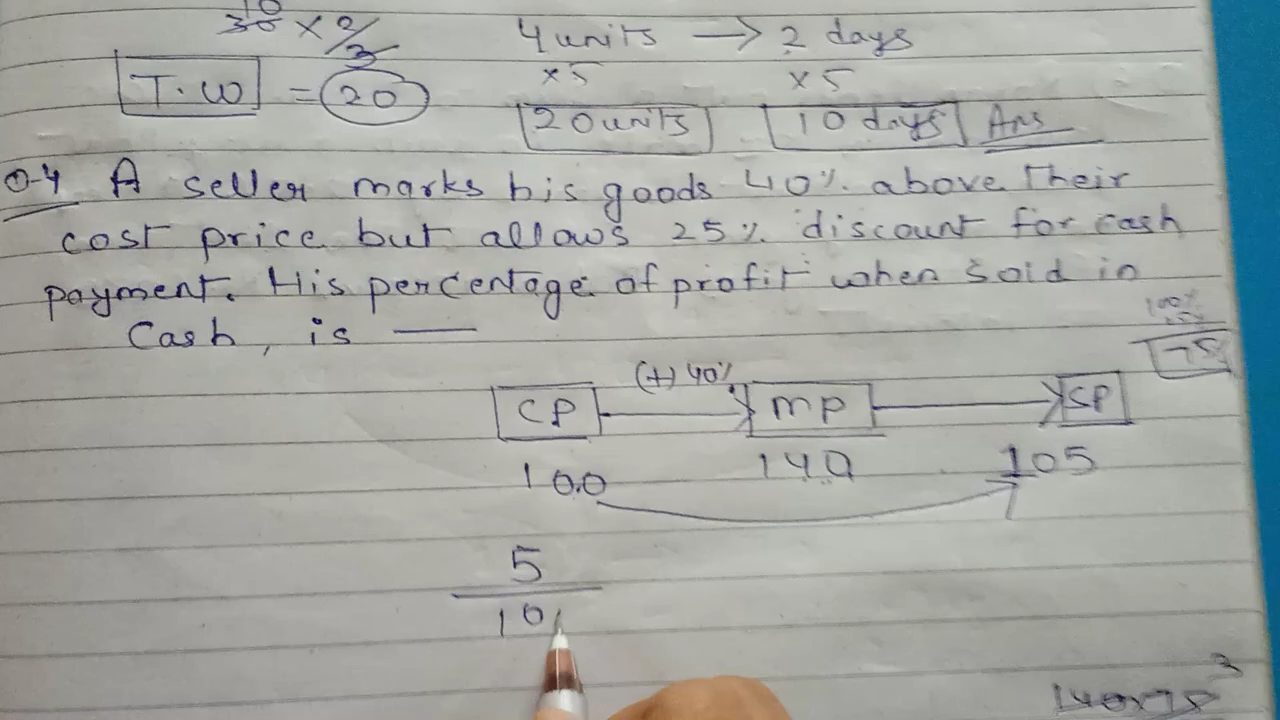 10
30 × 2/3
4 units → 2 days
×5 ×5
T.W = 20
20 units 10 days Ans
Q-4 A seller marks his goods 40% above Their
cost price but allows 25% discount for cash
payment. His percentage of profit when sold in
Cash, is —
100%
75
(+) 40%
CP → MP → SP
100 140 105
5
10
3